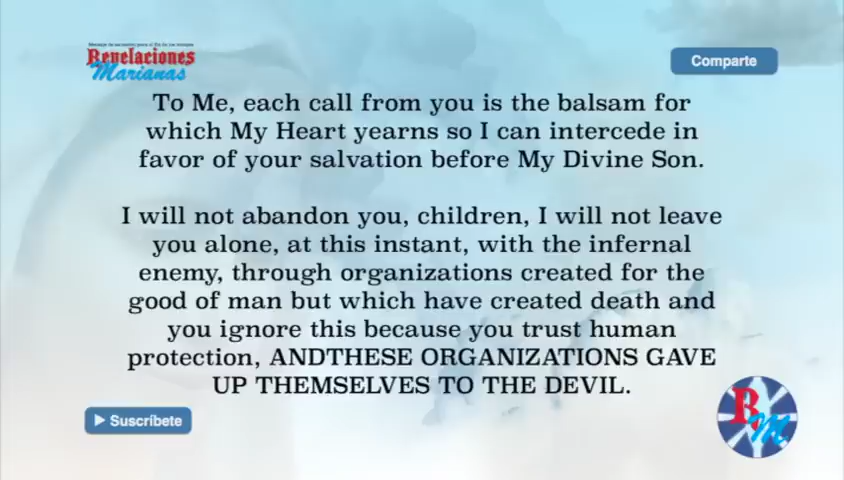 Revelaciones
Marianas
Comparte
To Me, each call from you is the balsam for
which My Heart yearns so I can intercede in
favor of your salvation before My Divine Son.
I will not abandon you, children, I will not leave
you alone, at this instant, with the infernal
enemy, through organizations created for the
good of man but which have created death and
you ignore this because you trust human
protection, ANDTHESE ORGANIZATIONS GAVE
UP THEMSELVES TO THE DEVIL.
Suscríbete
R
M